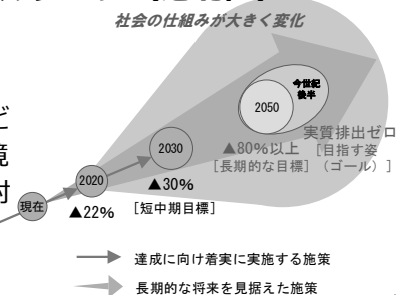 社会の仕組みが大きく変化
今世紀
後半
2050
実質排出ゼロ
▲80%以上 [目指す姿
[長期的な目標] (ゴール)]
2030
▲30%
[短中期目標]
2020
▲22%
現在
ど
境
対
達成に向け着実に実施する施策
長期的な将来を見据えた施策